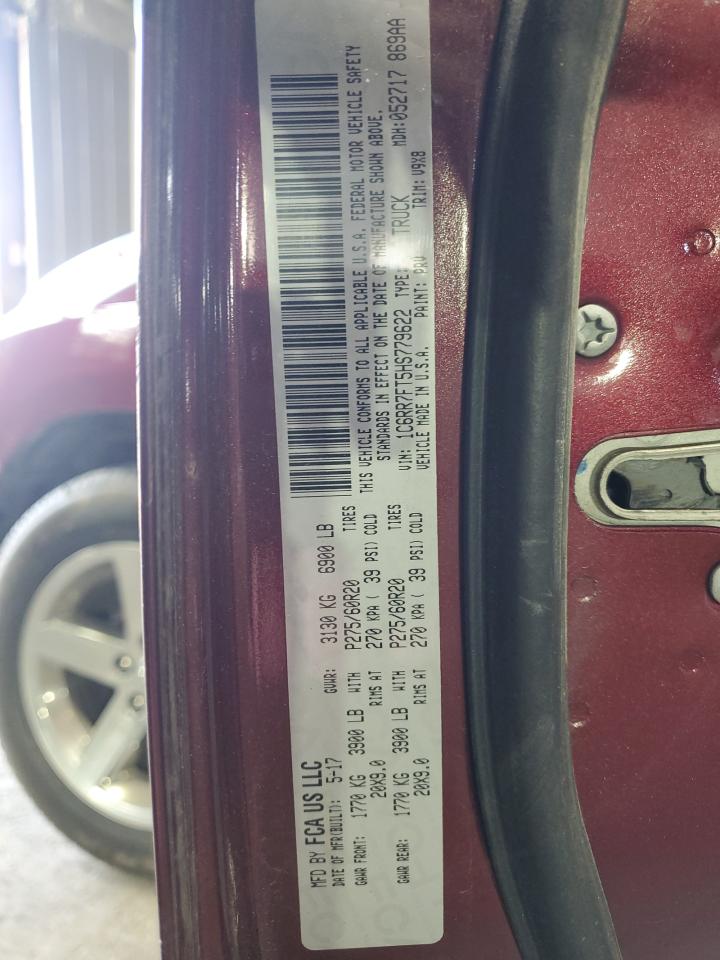 MFD BY FCA US LLC
DATE OF MFR(BUILT): 5-17 GVWR: 3130 KG 6900 LB
GAWR FRONT: 1770 KG 3900 LB WITH P275/60R20 TIRES
20X9.0 RIMS AT 270 KPA ( 39 PSI) COLD
GAWR REAR: 1770 KG 3900 LB WITH P275/60R20 TIRES
20X9.0 RIMS AT 270 KPA ( 39 PSI) COLD
THIS VEHICLE CONFORMS TO ALL APPLICABLE U.S.A. FEDERAL MOTOR VEHICLE SAFETY
STANDARDS IN EFFECT ON THE DATE OF MANUFACTURE SHOWN ABOVE.
VIN: 1C6RR7FT5HS779622 TYPE: TRUCK MDH:052717 869AA
VEHICLE MADE IN U.S.A. PAINT: PRV TRIM: V9X8